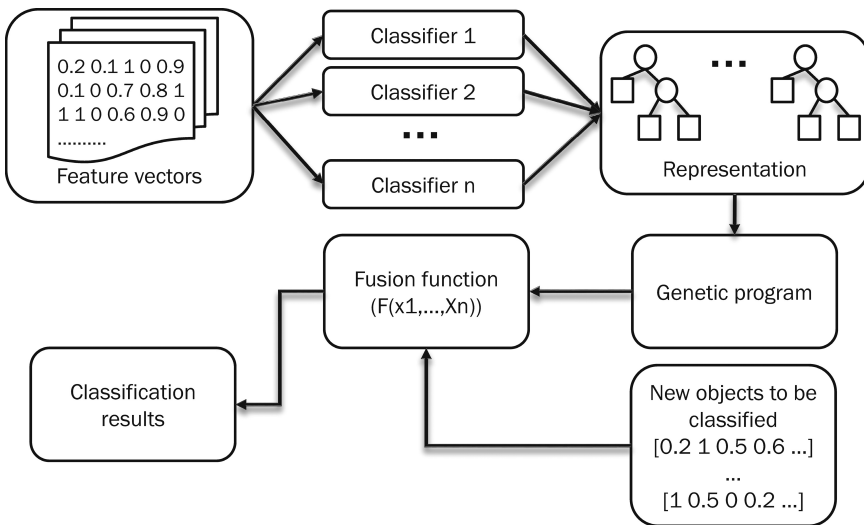 0.2 0.1 1 0 0.9
0.1 0 0.7 0.8 1
1 1 0 0.6 0.9 0
..........
Feature vectors
Classifier 1
Classifier 2
...
Classifier n
...
Representation
Genetic program
Fusion function
(F(x1,...,Xn))
Classification
results
New objects to be
classified
[0.2 1 0.5 0.6 ...]
...
[1 0.5 0 0.2 ...]